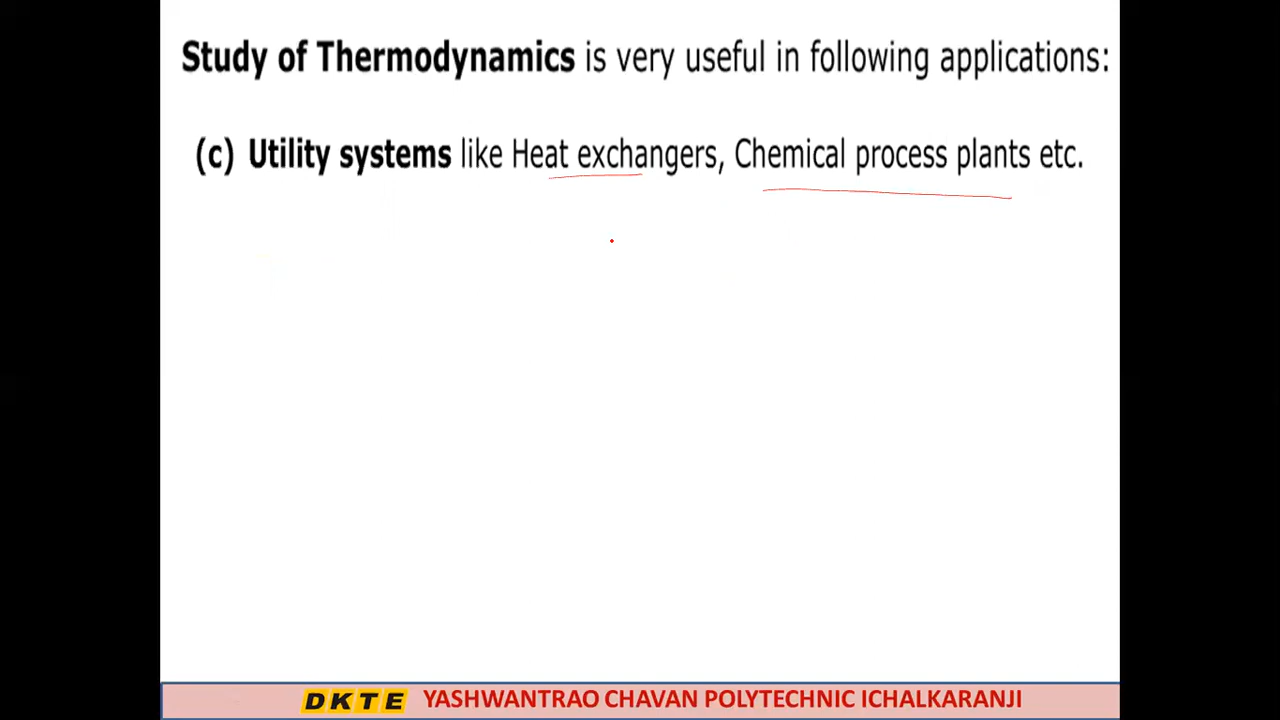 Study of Thermodynamics is very useful in following applications:
(c) Utility systems like Heat exchangers, Chemical process plants etc.
DKTE YASHWANTRAO CHAVAN POLYTECHNIC ICHALKARANJI